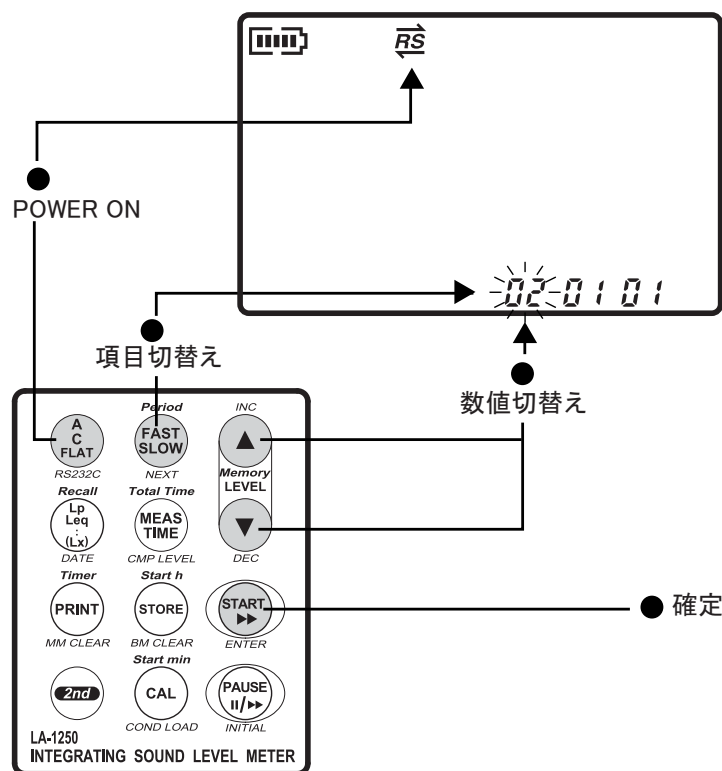 RS
POWER ON
02 01 01
項目切替え
数値切替え
Period
INC
A
C
FLAT
FAST
SLOW
▲
RS232C
NEXT
Memory
LEVEL
Recall
Total Time
Lp
Leq
:
(Lx)
MEAS
TIME
▼
DATE
CMP LEVEL
DEC
Timer
Start h
PRINT
STORE
START
▶▶
確定
MM CLEAR
BM CLEAR
ENTER
Start min
2nd
CAL
PAUSE
II/▶▶
COND LOAD
INITIAL
LA-1250
INTEGRATING SOUND LEVEL METER